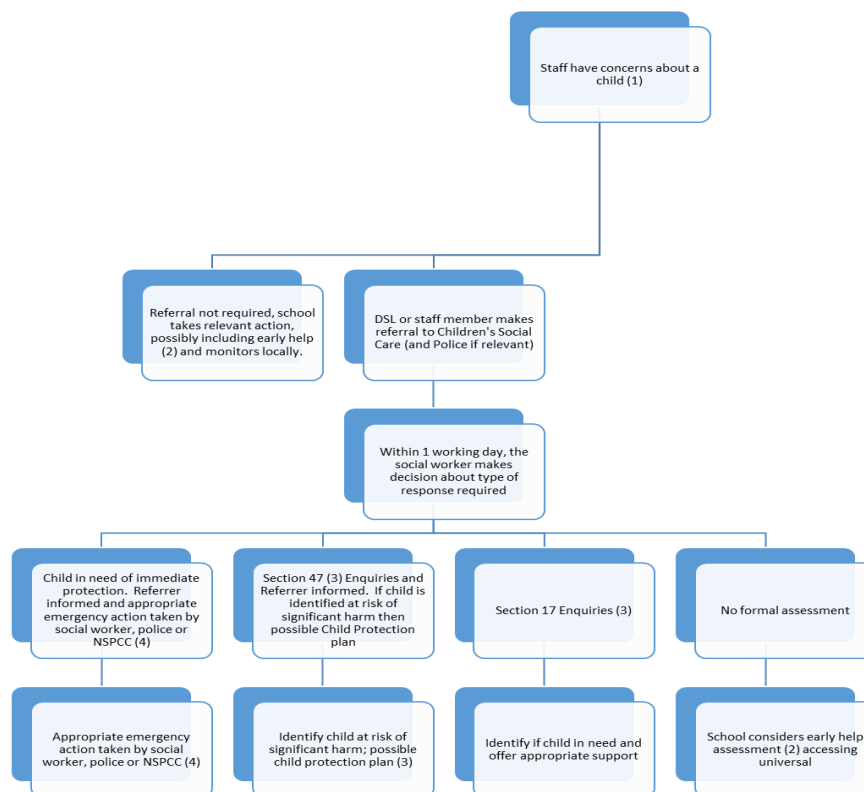 Staff have concerns about a
child (1)
Referral not required, school
takes relevant action,
possibly including early help
(2) and monitors locally.
DSL or staff member makes
referral to Children's Social
Care (and Police if relevant)
Within 1 working day, the
social worker makes
decision about type of
response required
Child in need of immediate
protection. Referrer
informed and appropriate
emergency action taken by
social worker, police or
NSPCC (4)
Section 47 (3) Enquiries and
Referrer informed. If child is
identified at risk of
significant harm then
possible Child Protection
plan
Section 17 Enquiries (3)
No formal assessment
Appropriate emergency
action taken by social
worker, police or NSPCC (4)
Identify child at risk of
significant harm; possible
child protection plan (3)
Identify if child in need and
offer appropriate support
School considers early help
assessment (2) accessing
universal